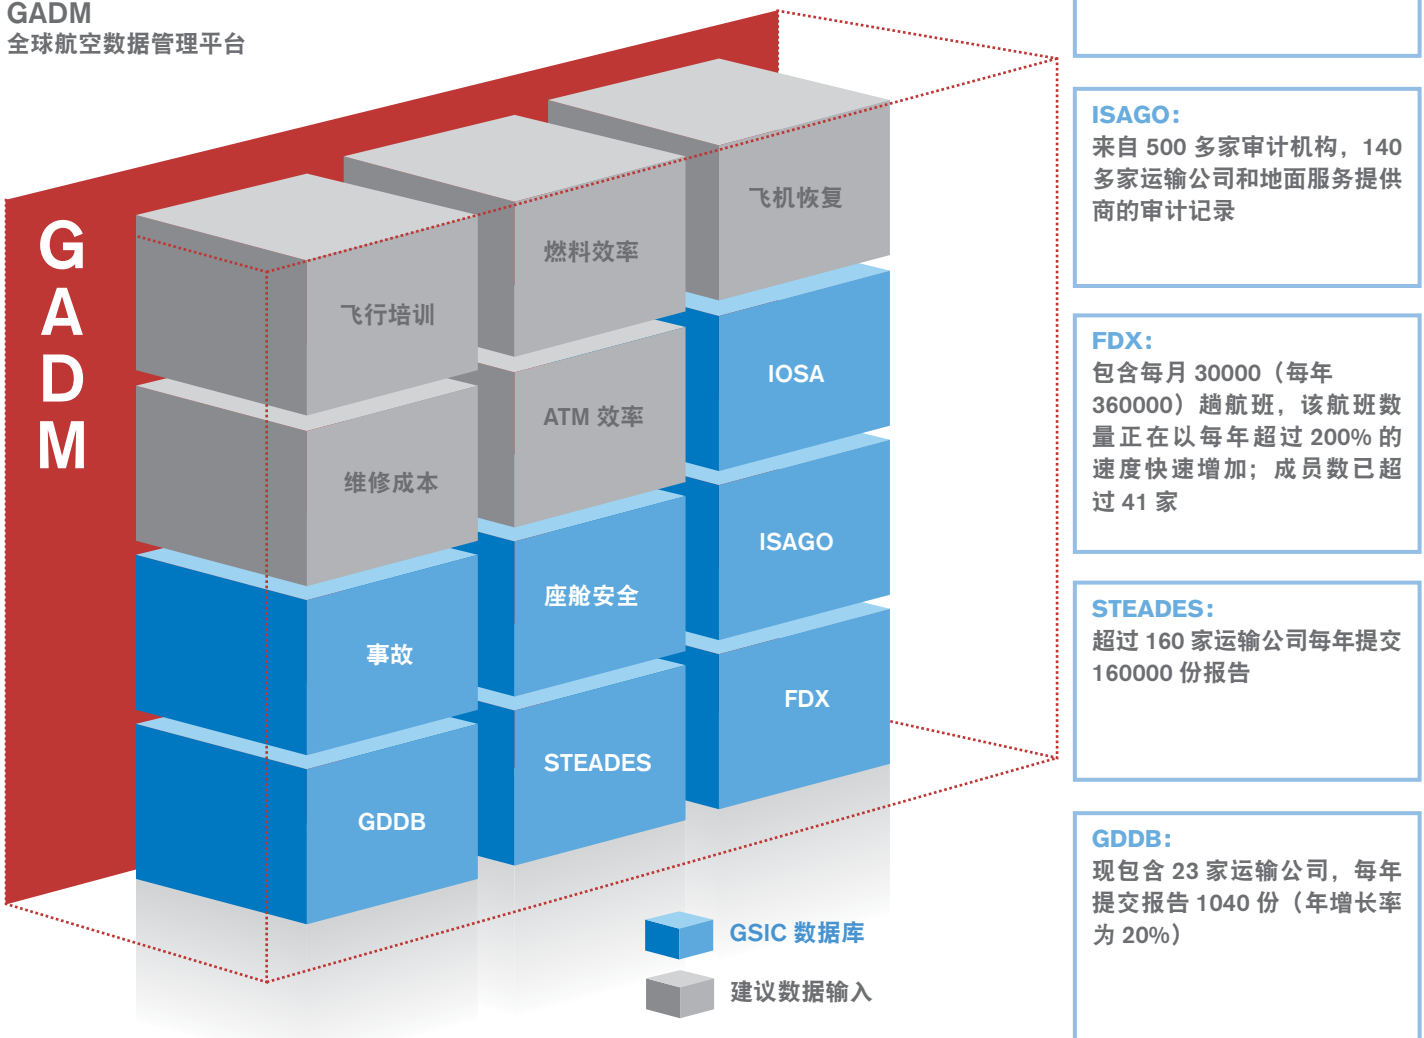 GADM
全球航空数据管理平台
G
A
D
M
飞行培训
维修成本
事故
GDDB
燃料效率
ATM 效率
座舱安全
STEADES
飞机恢复
IOSA
ISAGO
FDX
GSIC 数据库
建议数据输入
ISAGO：
来自 500 多家审计机构，140
多家运输公司和地面服务提供
商的审计记录
FDX：
包含每月 30000（每年
360000）趟航班，该航班数
量正在以每年超过 200% 的
速度快速增加；成员数已超
过 41 家
STEADES：
超过 160 家运输公司每年提交
160000 份报告
GDDB：
现包含 23 家运输公司，每年
提交报告 1040 份（年增长率
为 20%）